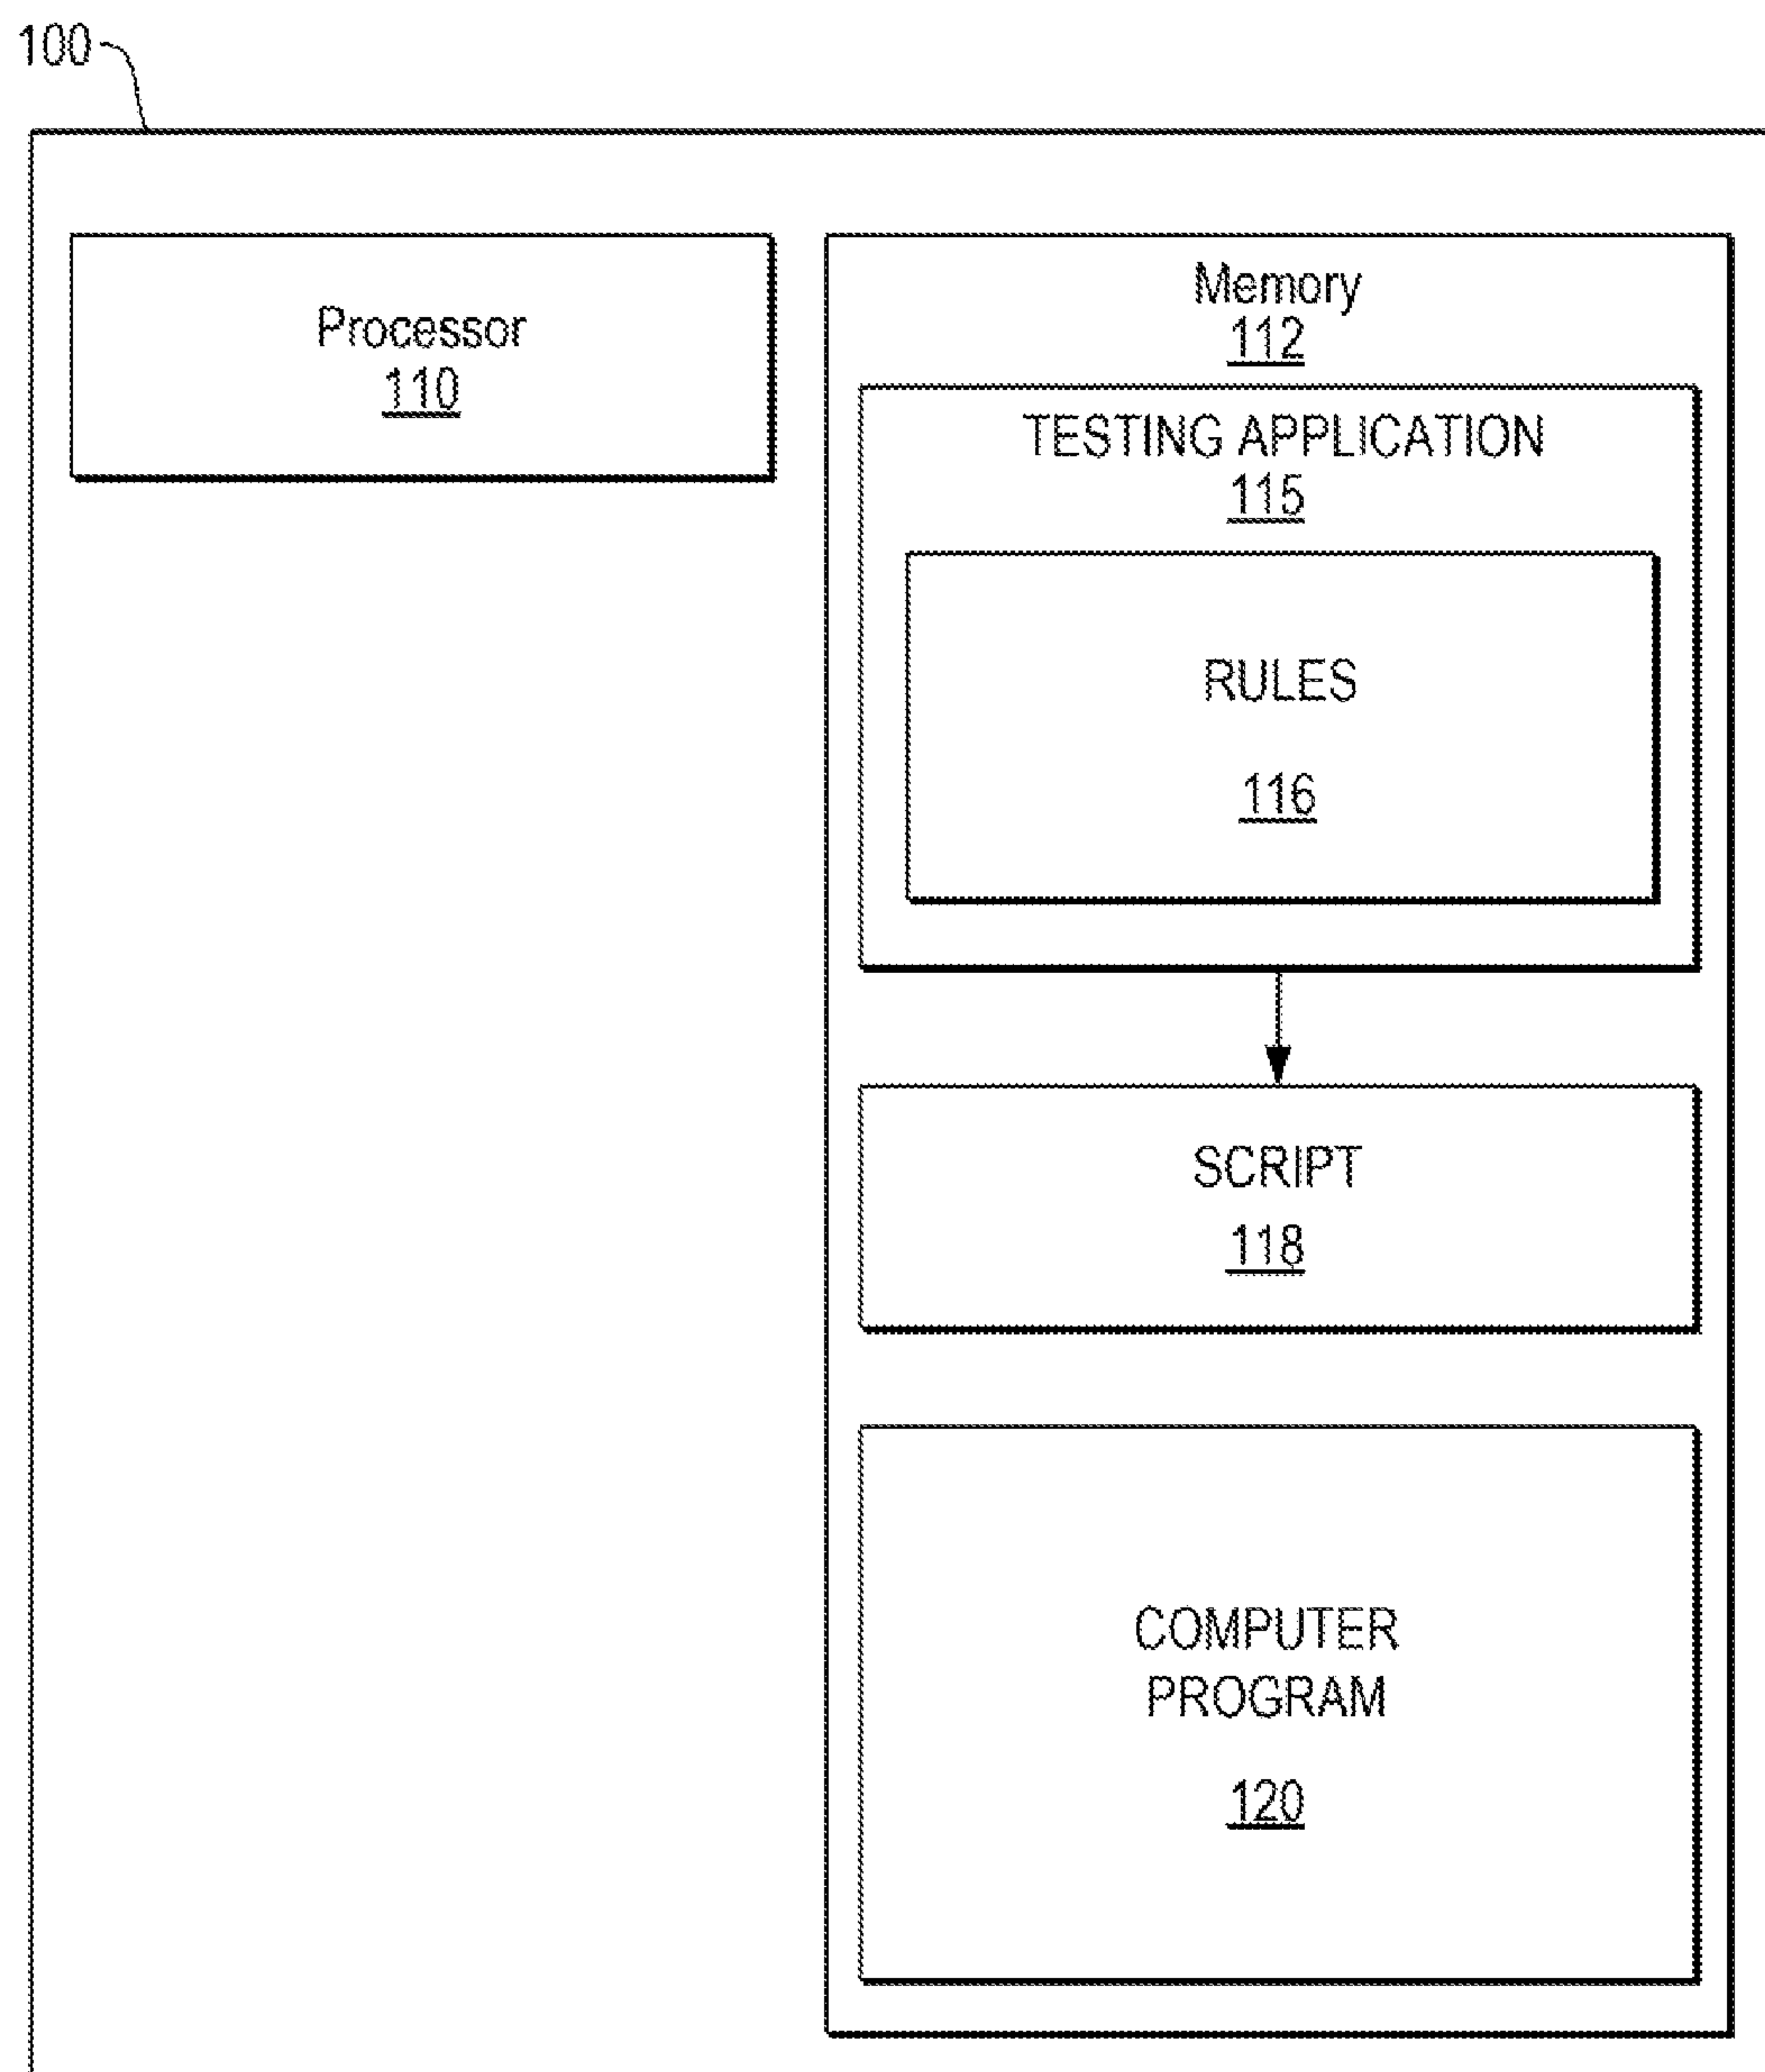 100
Processor
110
Memory
112
TESTING APPLICATION
115
RULES
116
SCRIPT
118
COMPUTER
PROGRAM
120